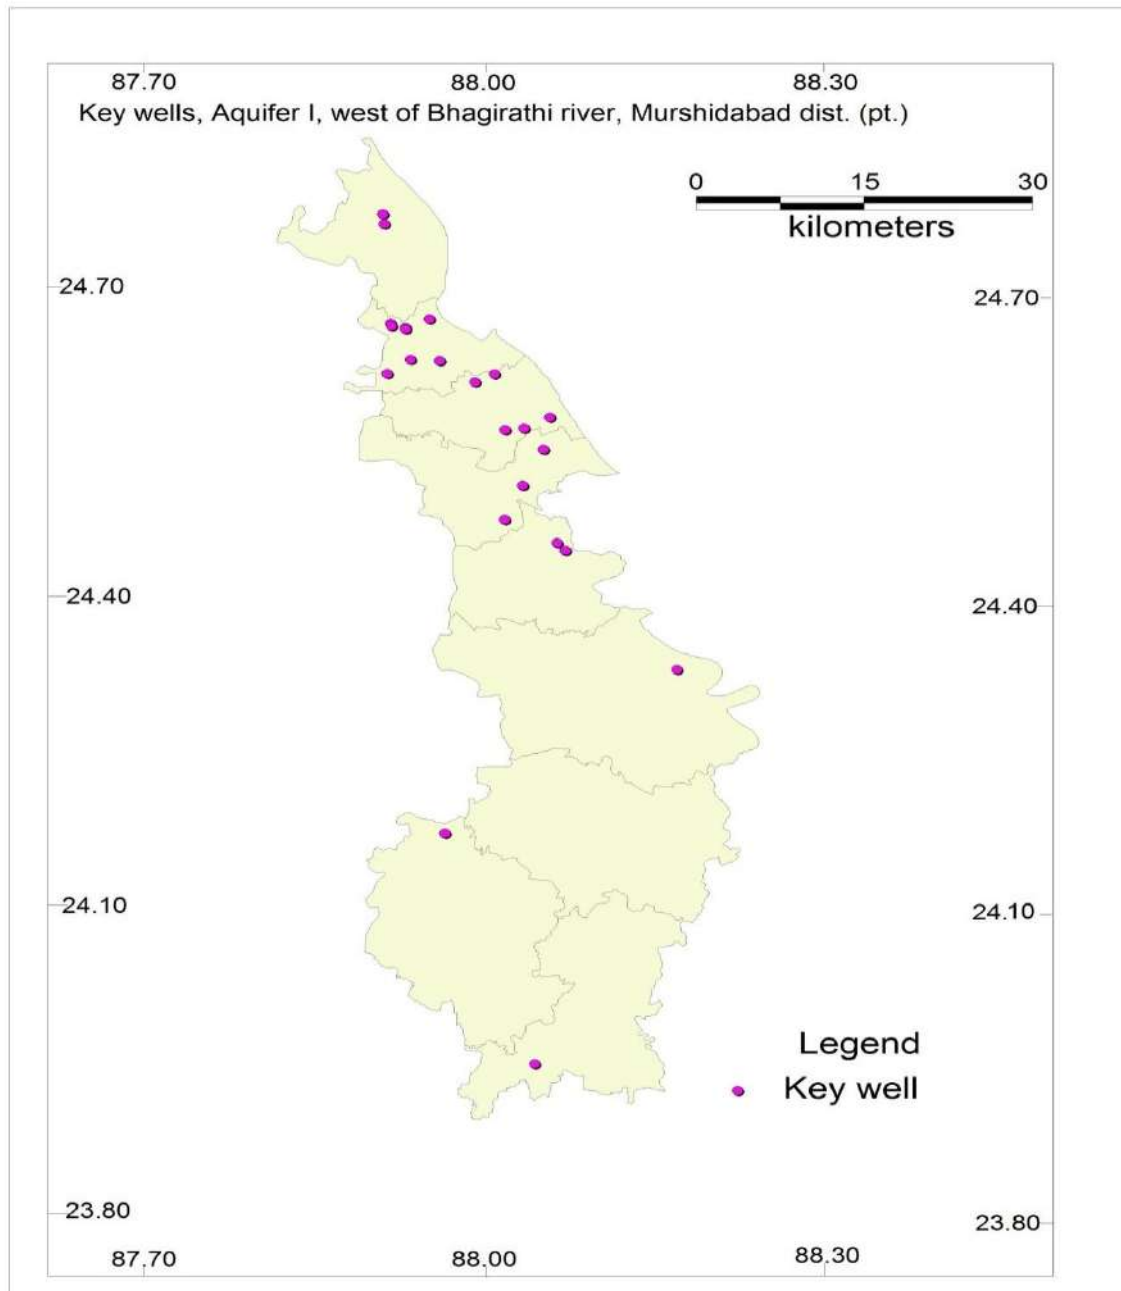 87.70 88.00 88.30
Key wells, Aquifer I, west of Bhagirathi river, Murshidabad dist. (pt.)
0 15 30
kilometers
24.70 24.70
24.40 24.40
24.10 24.10
Legend
Key well
23.80 23.80
87.70 88.00 88.30